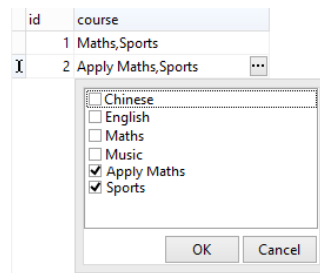 id course
1 Maths,Sports
2 Apply Maths,Sports ...
Chinese
English
Maths
Music
Apply Maths
Sports
OK Cancel